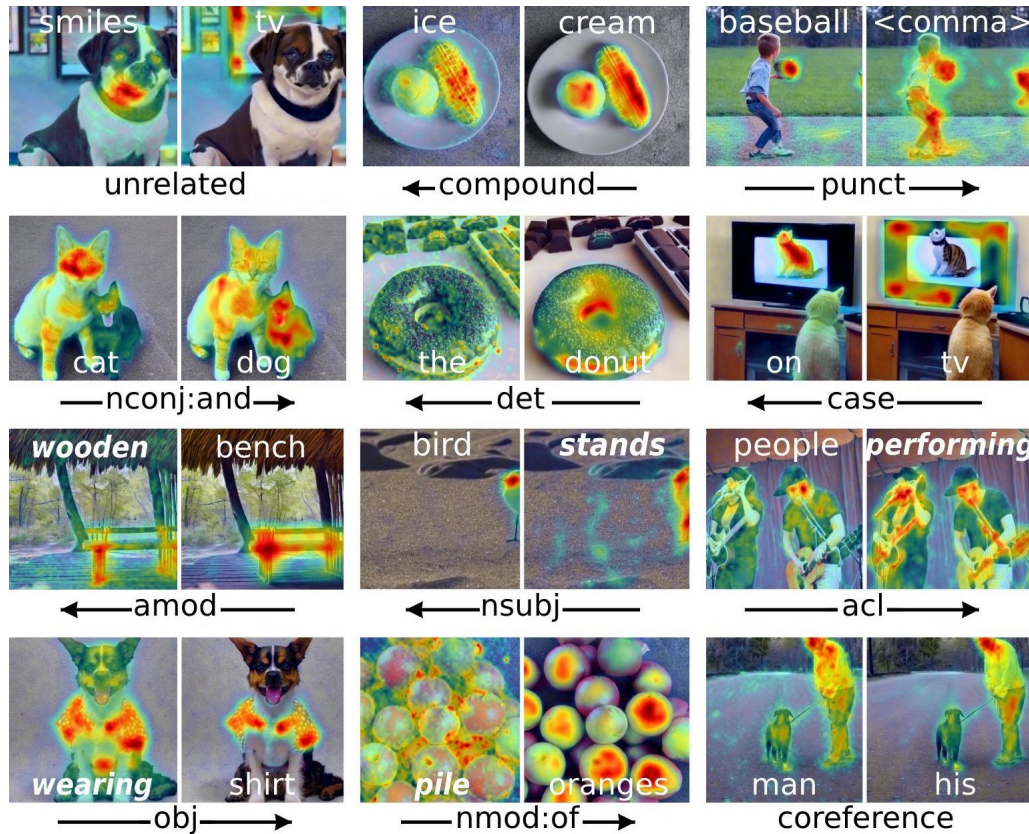 smiles tv ice cream baseball <comma>
unrelated compound punct
cat dog the donut on tv
nconj:and det case
wooden bench bird stands people performing
amod nsubj acl
wearing shirt pile oranges man his
obj nmod:of coreference